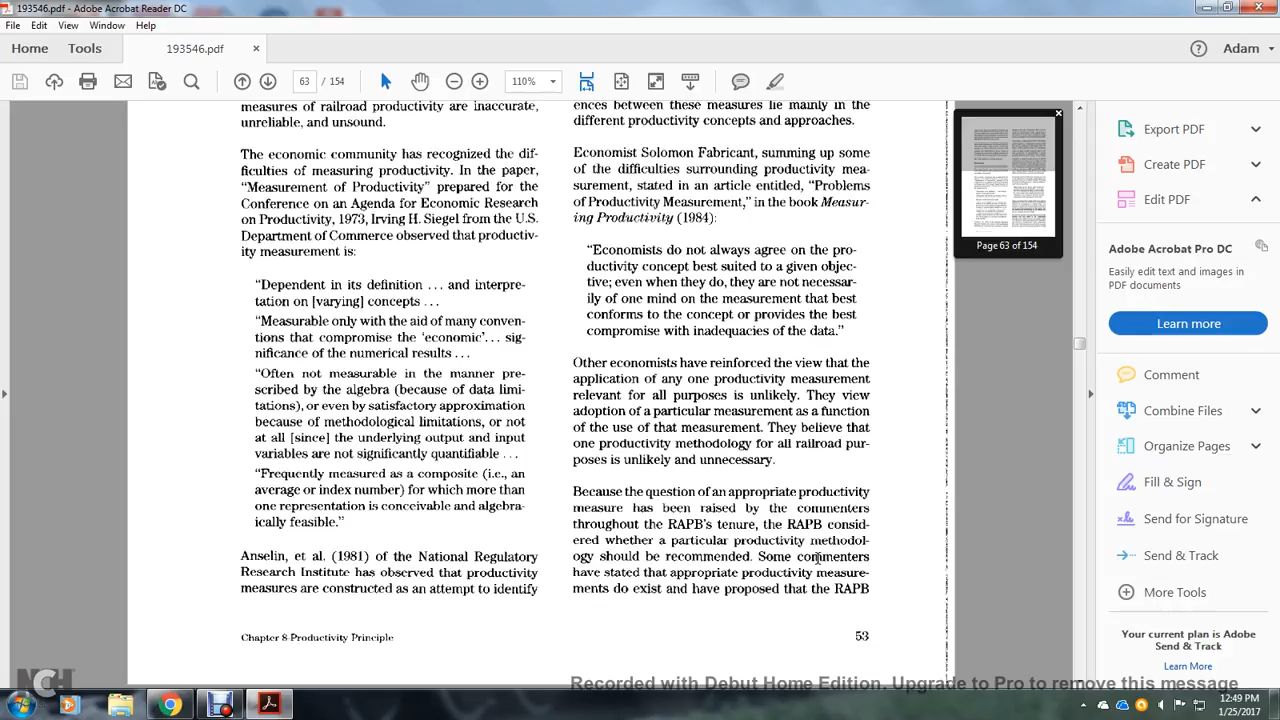 193546.pdf - Adobe Acrobat Reader DC
File Edit View Window Help
Home Tools 193546.pdf × Adam
63 / 154 110%
measures of railroad productivity are inaccurate,
unreliable, and unsound.
The economic community has recognized the dif-
ficulties of measuring productivity. In the paper,
“Measurement of Productivity” prepared for the
Conference on an Agenda for Economic Research
on Productivity, 1973, Irving H. Siegel from the U.S.
Department of Commerce observed that productiv-
ity measurement is:
“Dependent in its definition ... and interpre-
tation on [varying] concepts ...
“Measurable only with the aid of many conven-
tions that compromise the ‘economic’... sig-
nificance of the numerical results ...
“Often not measurable in the manner pre-
scribed by the algebra (because of data limi-
tations), or even by satisfactory approximation
because of methodological limitations, or not
at all [since] the underlying output and input
variables are not significantly quantifiable ...
“Frequently measured as a composite (i.e., an
average or index number) for which more than
one representation is conceivable and algebra-
ically feasible.”
Anselin, et al. (1981) of the National Regulatory
Research Institute has observed that productivity
measures are constructed as an attempt to identify
ences between these measures lie mainly in the
different productivity concepts and approaches.
Economist Solomon Fabricant, summing up some
of the difficulties surrounding productivity mea-
surement, stated in an article entitled, “Problems
of Productivity Measurement,” in the book Measur-
ing Productivity (1984):
“Economists do not always agree on the pro-
ductivity concept best suited to a given objec-
tive; even when they do, they are not necessar-
ily of one mind on the measurement that best
conforms to the concept or provides the best
compromise with inadequacies of the data.”
Other economists have reinforced the view that the
application of any one productivity measurement
relevant for all purposes is unlikely. They view
adoption of a particular measurement as a function
of the use of that measurement. They believe that
one productivity methodology for all railroad pur-
poses is unlikely and unnecessary.
Because the question of an appropriate productivity
measure has been raised by the commenters
throughout the RAPB’s tenure, the RAPB consid-
ered whether a particular productivity methodol-
ogy should be recommended. Some commenters
have stated that appropriate productivity measure-
ments do exist and have proposed that the RAPB
Chapter 8-Productivity Principle 53
Page 63 of 154
Export PDF
Create PDF
Edit PDF
Adobe Acrobat Pro DC
Easily edit text and images in
PDF documents
Learn more
Comment
Combine Files
Organize Pages
Fill & Sign
Send for Signature
Send & Track
More Tools
Your current plan is Adobe
Send & Track
Learn More
NCH
Recorded with Debut Home Edition. Upgrade to Pro to remove this message
12:49 PM
1/25/2017